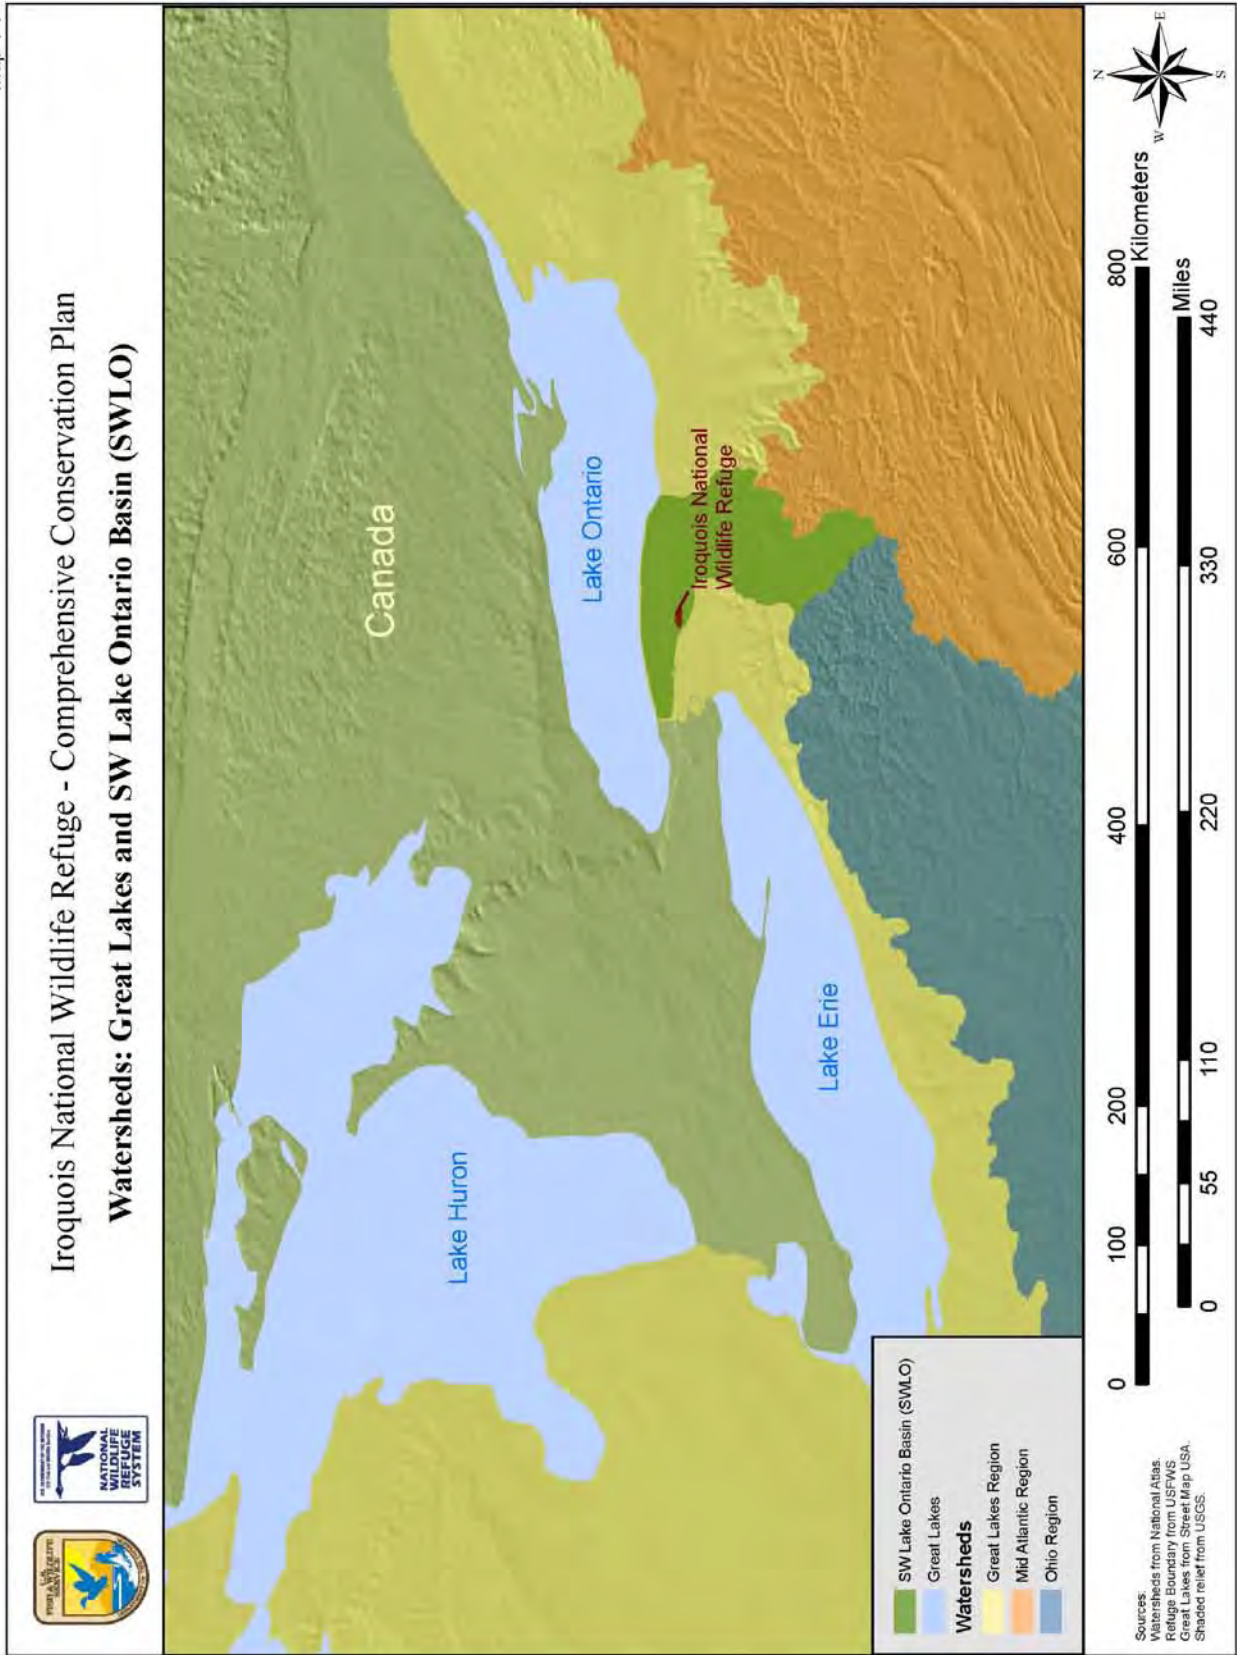 Iroquois National Wildlife Refuge - Comprehensive Conservation Plan
Watersheds: Great Lakes and SW Lake Ontario Basin (SWLO)
U.S.
FISH & WILDLIFE
SERVICE
NATIONAL
WILDLIFE
REFUGE
SYSTEM
Canada
Lake Huron
Lake Ontario
Lake Erie
Iroquois National
Wildlife Refuge
SW Lake Ontario Basin (SWLO)
Great Lakes
Watersheds
Great Lakes Region
Mid Atlantic Region
Ohio Region
Sources:
Watersheds from National Atlas.
Refuge Boundary from USFWS
Great Lakes from Street Map USA.
Shaded relief from USGS.
0 100 200 400 600 800
Kilometers
Miles
0 55 110 220 330 440
N
W E
S